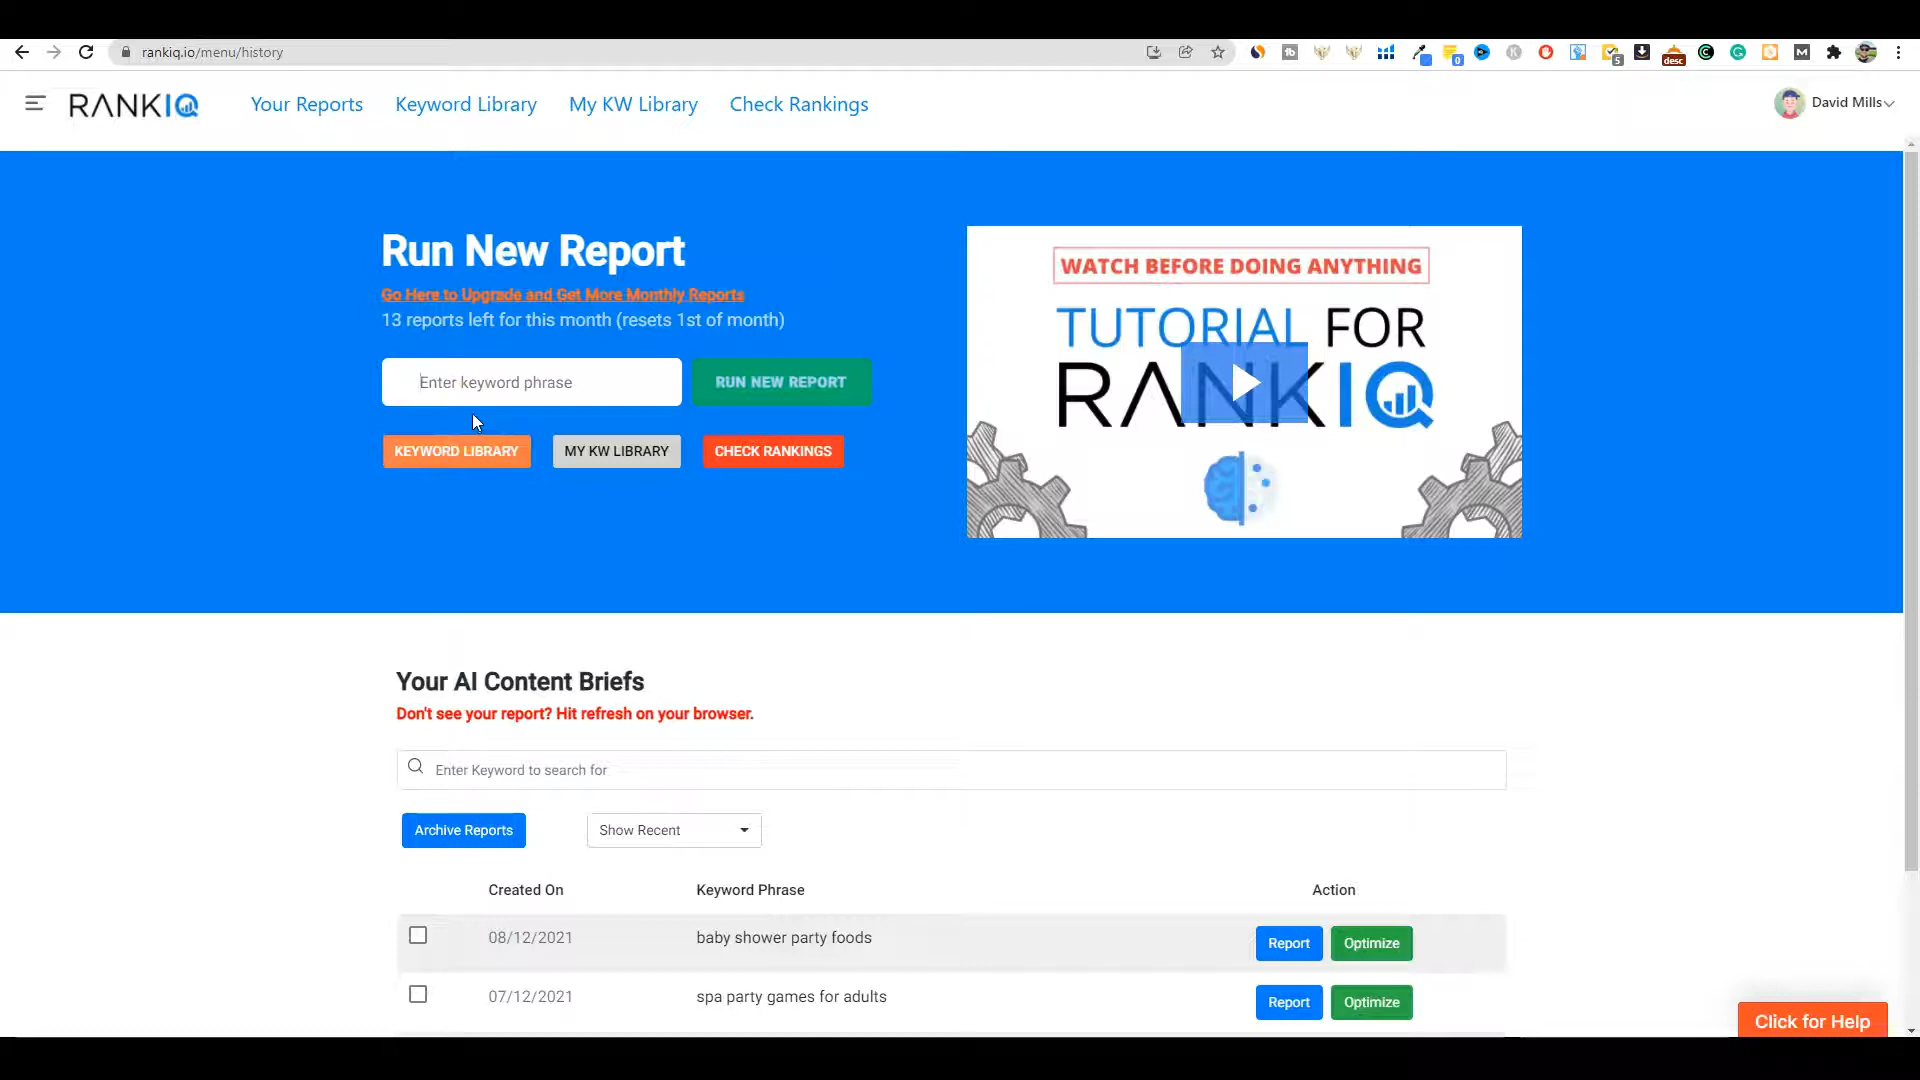 rankiq.io/menu/history
0
5
desc
RANKIQ
Your Reports
Keyword Library
My KW Library
Check Rankings
David Mills
Run New Report
Go Here to Upgrade and Get More Monthly Reports
13 reports left for this month (resets 1st of month)
Enter keyword phrase
RUN NEW REPORT
KEYWORD LIBRARY
MY KW LIBRARY
CHECK RANKINGS
WATCH BEFORE DOING ANYTHING
TUTORIAL FOR
RANKIQ
Your AI Content Briefs
Don't see your report? Hit refresh on your browser.
Enter Keyword to search for
Archive Reports
Show Recent
Created On
Keyword Phrase
Action
08/12/2021
baby shower party foods
Report
Optimize
07/12/2021
spa party games for adults
Report
Optimize
Click for Help